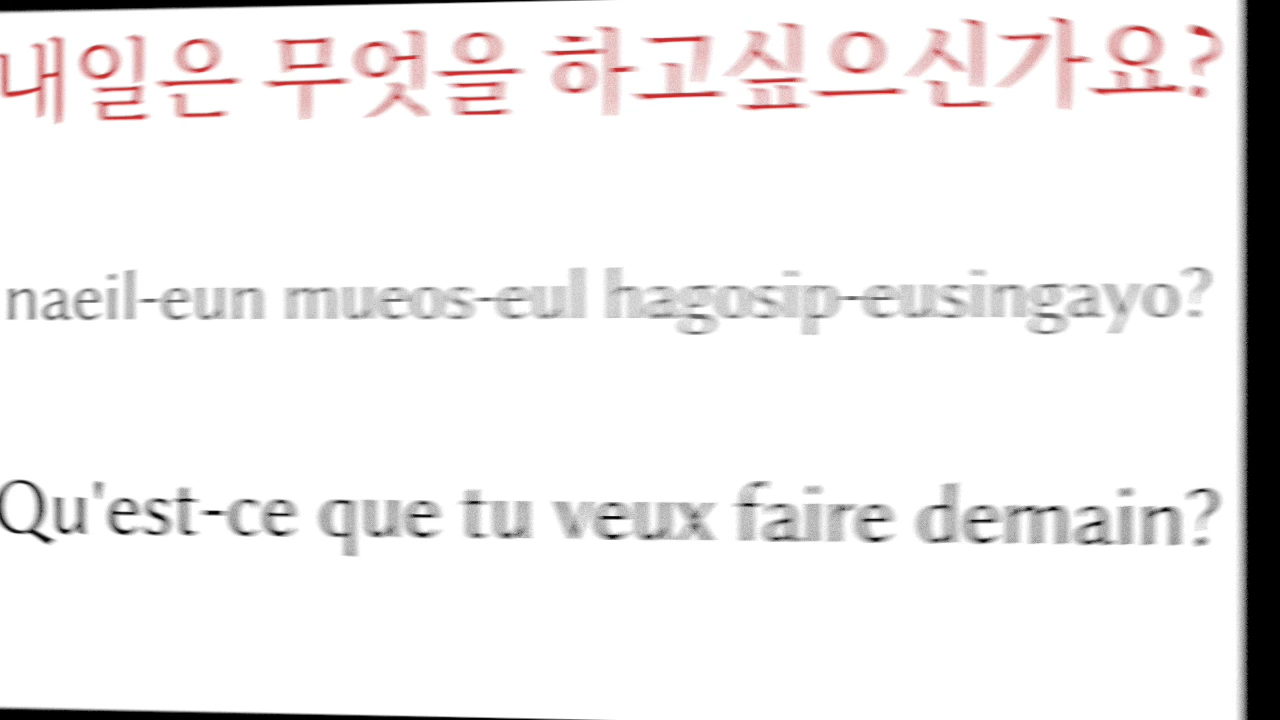 내일은 무엇을 하고싶으신가요?
naeil-eun mueos-eul hagosip-eusingayo?
Qu'est-ce que tu veux faire demain?